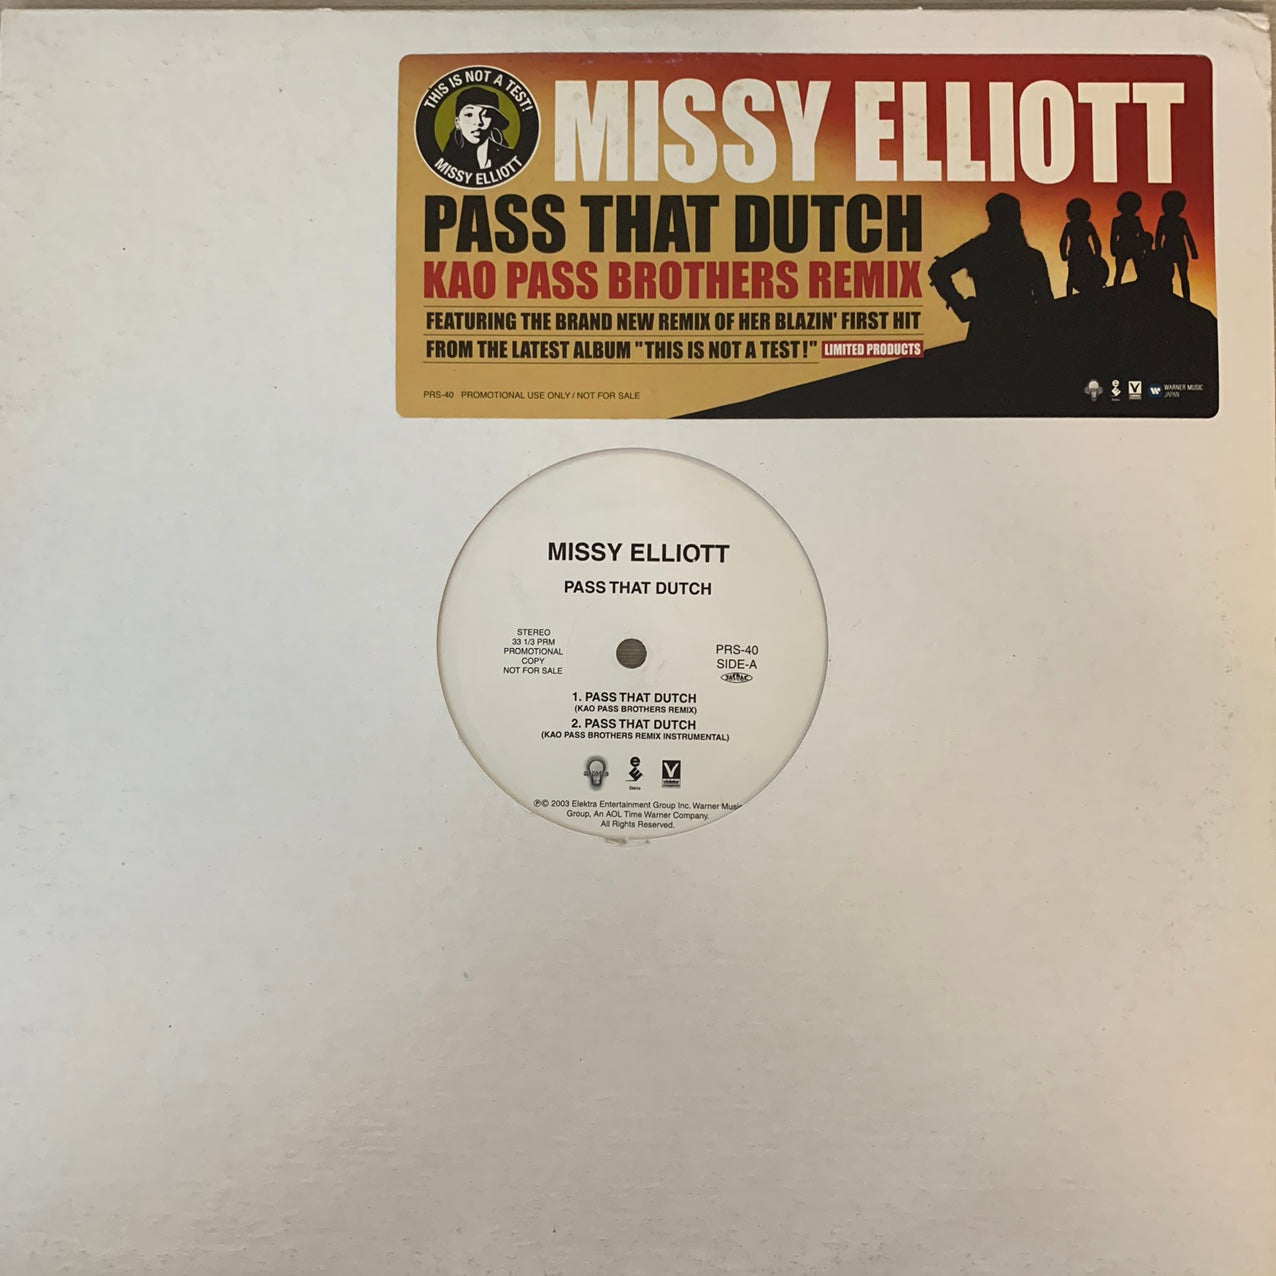 THIS IS NOT A TEST!
MISSY ELLIOTT
MISSY ELLIOTT
PASS THAT DUTCH
KAO PASS BROTHERS REMIX
FEATURING THE BRAND NEW REMIX OF HER BLAZIN' FIRST HIT
FROM THE LATEST ALBUM "THIS IS NOT A TEST!" LIMITED PRODUCTS
PRS-40 PROMOTIONAL USE ONLY / NOT FOR SALE
WARNER MUSIC
JAPAN
MISSY ELLIOTT
PASS THAT DUTCH
STEREO
33 1/3 PRM
PROMOTIONAL
COPY
NOT FOR SALE
PRS-40
SIDE-A
1. PASS THAT DUTCH
(KAO PASS BROTHERS REMIX)
2. PASS THAT DUTCH
(KAO PASS BROTHERS REMIX INSTRUMENTAL)
Elektra
℗© 2003 Elektra Entertainment Group Inc. Warner Music
Group, An AOL Time Warner Company.
All Rights Reserved.